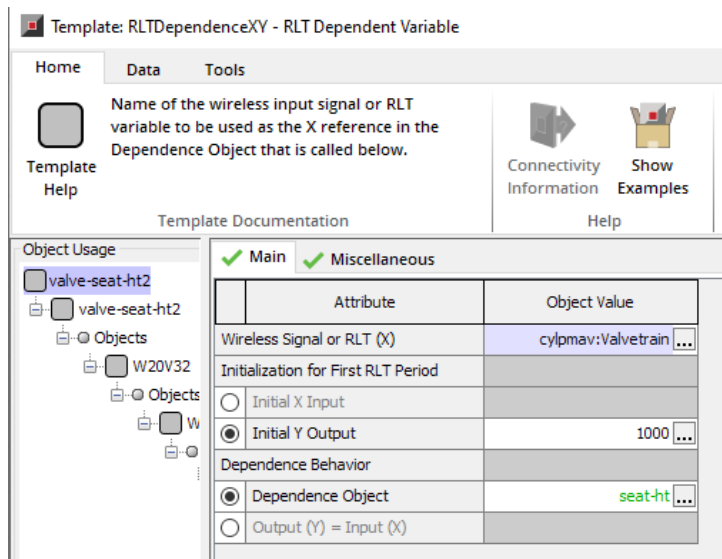 Template: RLTDependenceXY - RLT Dependent Variable
Home Data Tools
Template Help
Name of the wireless input signal or RLT
variable to be used as the X reference in the
Dependence Object that is called below.
Connectivity Information
Show Examples
Template Documentation
Help
Object Usage
valve-seat-ht2
valve-seat-ht2
Objects
W20V32
Objects
W
Main Miscellaneous
Attribute Object Value
Wireless Signal or RLT (X) cylpmav:Valvetrain ...
Initialization for First RLT Period
Initial X Input
Initial Y Output 1000 ...
Dependence Behavior
Dependence Object seat-ht ...
Output (Y) = Input (X)